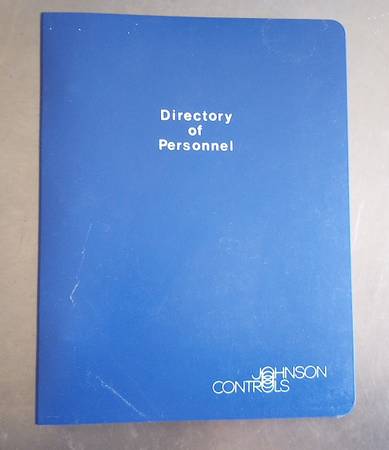 Directory
of
Personnel
JOHNSON
CONTROLS